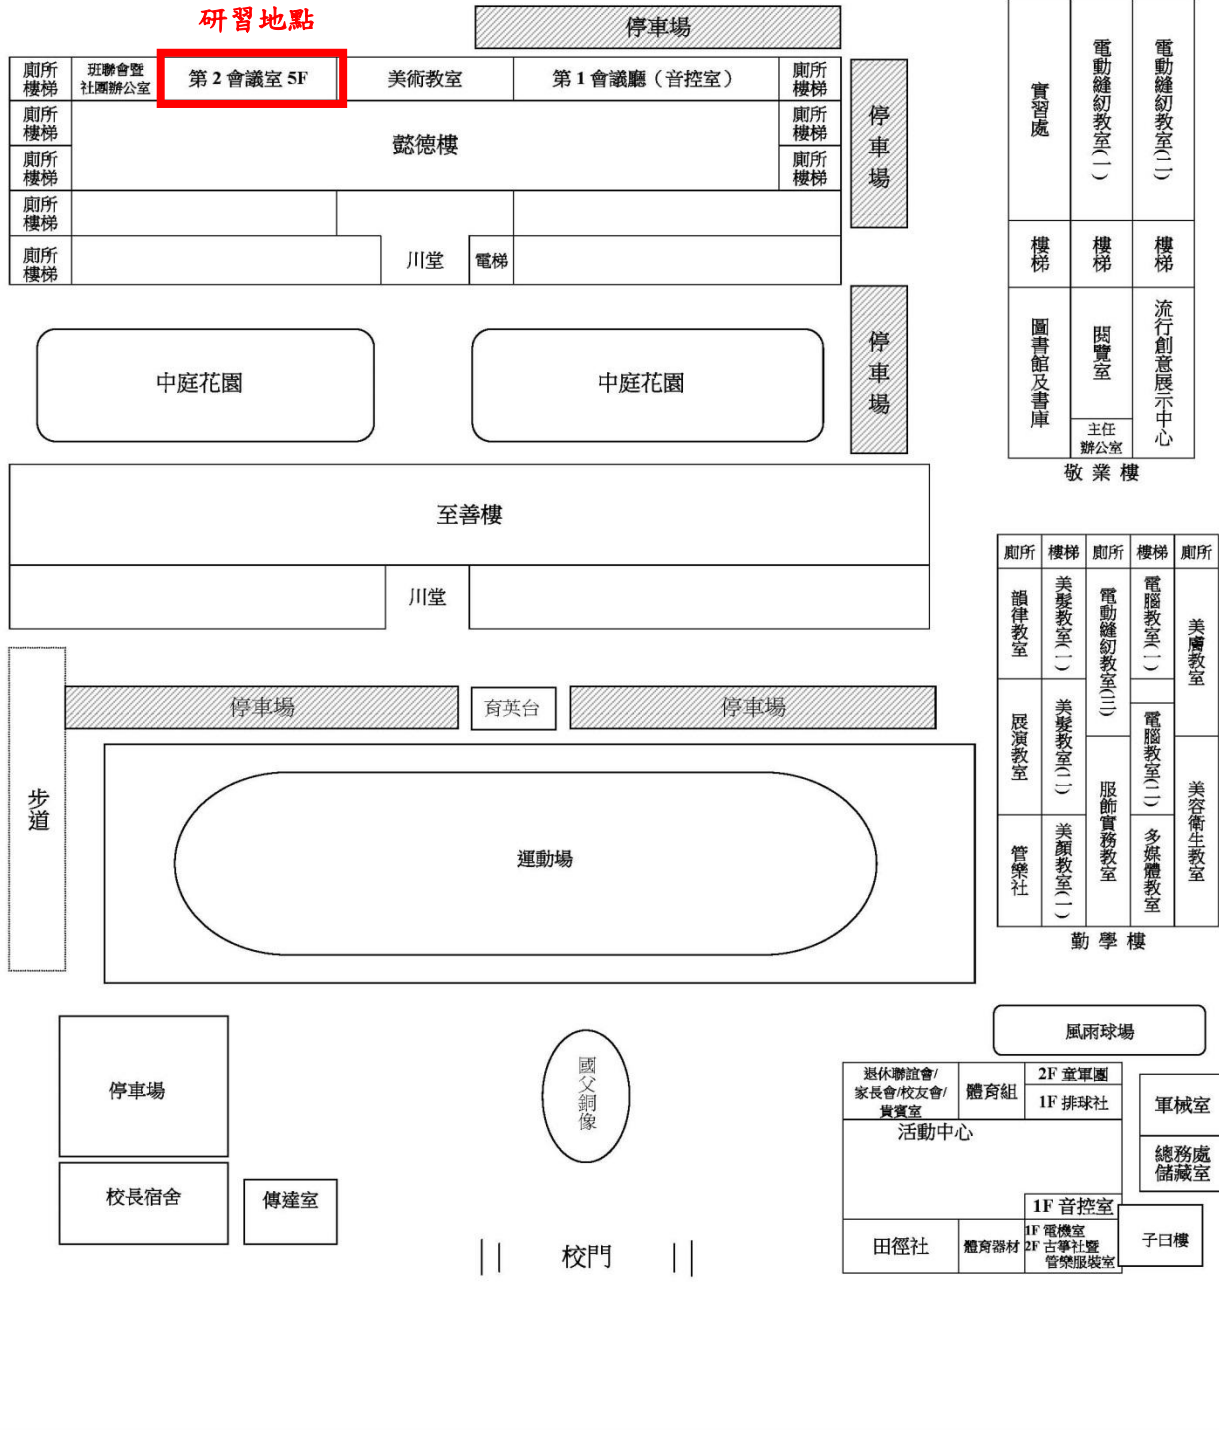 研習地點
停車場
廁所
樓梯
班聯會暨
社團辦公室
第 2 會議室 5F
美術教室
第 1 會議廳（音控室）
廁所
樓梯
廁所
樓梯
廁所
樓梯
懿德樓
廁所
樓梯
廁所
樓梯
廁所
樓梯
廁所
樓梯
川堂
電梯
停車場
停車場
中庭花園
中庭花園
至善樓
川堂
實習處
電動縫紉教室(一)
電動縫紉教室(二)
樓梯
樓梯
樓梯
圖書館及書庫
閱覽室
主任
辦公室
流行創意展示中心
敬業樓
廁所
樓梯
廁所
樓梯
廁所
韻律教室
美髮教室(一)
電動縫紉教室(三)
電腦教室(一)
美膚教室
展演教室
美髮教室(二)
服飾實務教室
電腦教室(二)
美容衛生教室
管樂社
美顏教室(一)
多媒體教室
勤學樓
步道
停車場
育英台
停車場
運動場
停車場
校長宿舍
傳達室
國父銅像
校門
風雨球場
退休聯誼會/
家長會/校友會/
貴賓室
體育組
2F 童軍團
1F 排球社
活動中心
1F 音控室
田徑社
體育器材
1F 電機室
2F 古箏社暨
管樂服裝室
軍械室
總務處
儲藏室
子曰樓